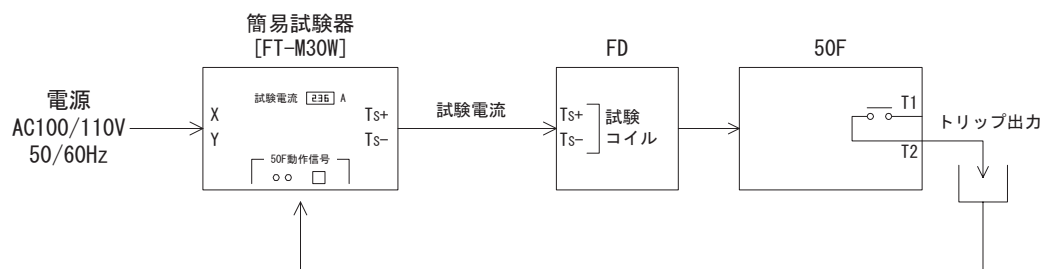 簡易試験器
[FT-M30W]
電源
AC100/110V
50/60Hz
X
Y
試験電流 2.36 A
Ts+
Ts-
50F動作信号
試験電流
FD
Ts+
Ts-
試験
コイル
50F
T1
T2
トリップ出力